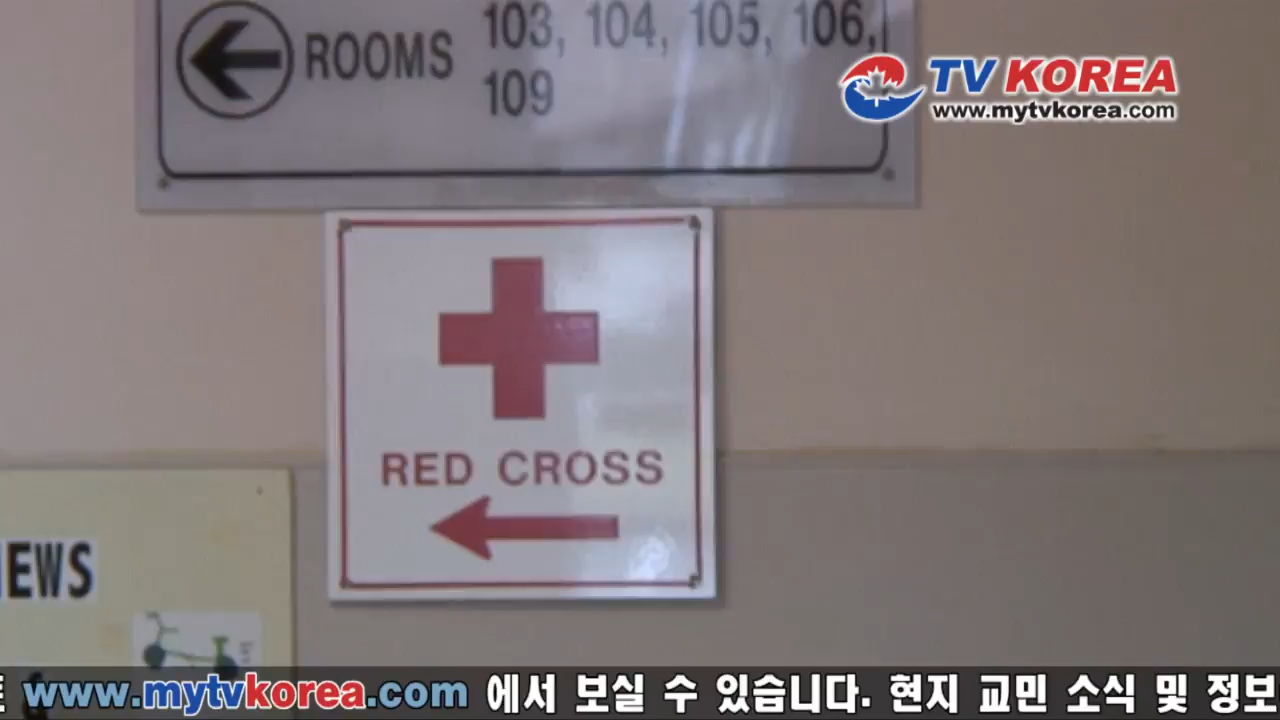 ROOMS 103, 104, 105, 106,
109
TV KOREA
www.mytvkorea.com
RED CROSS
NEWS
www.mytvkorea.com 에서 보실 수 있습니다. 현지 교민 소식 및 정보